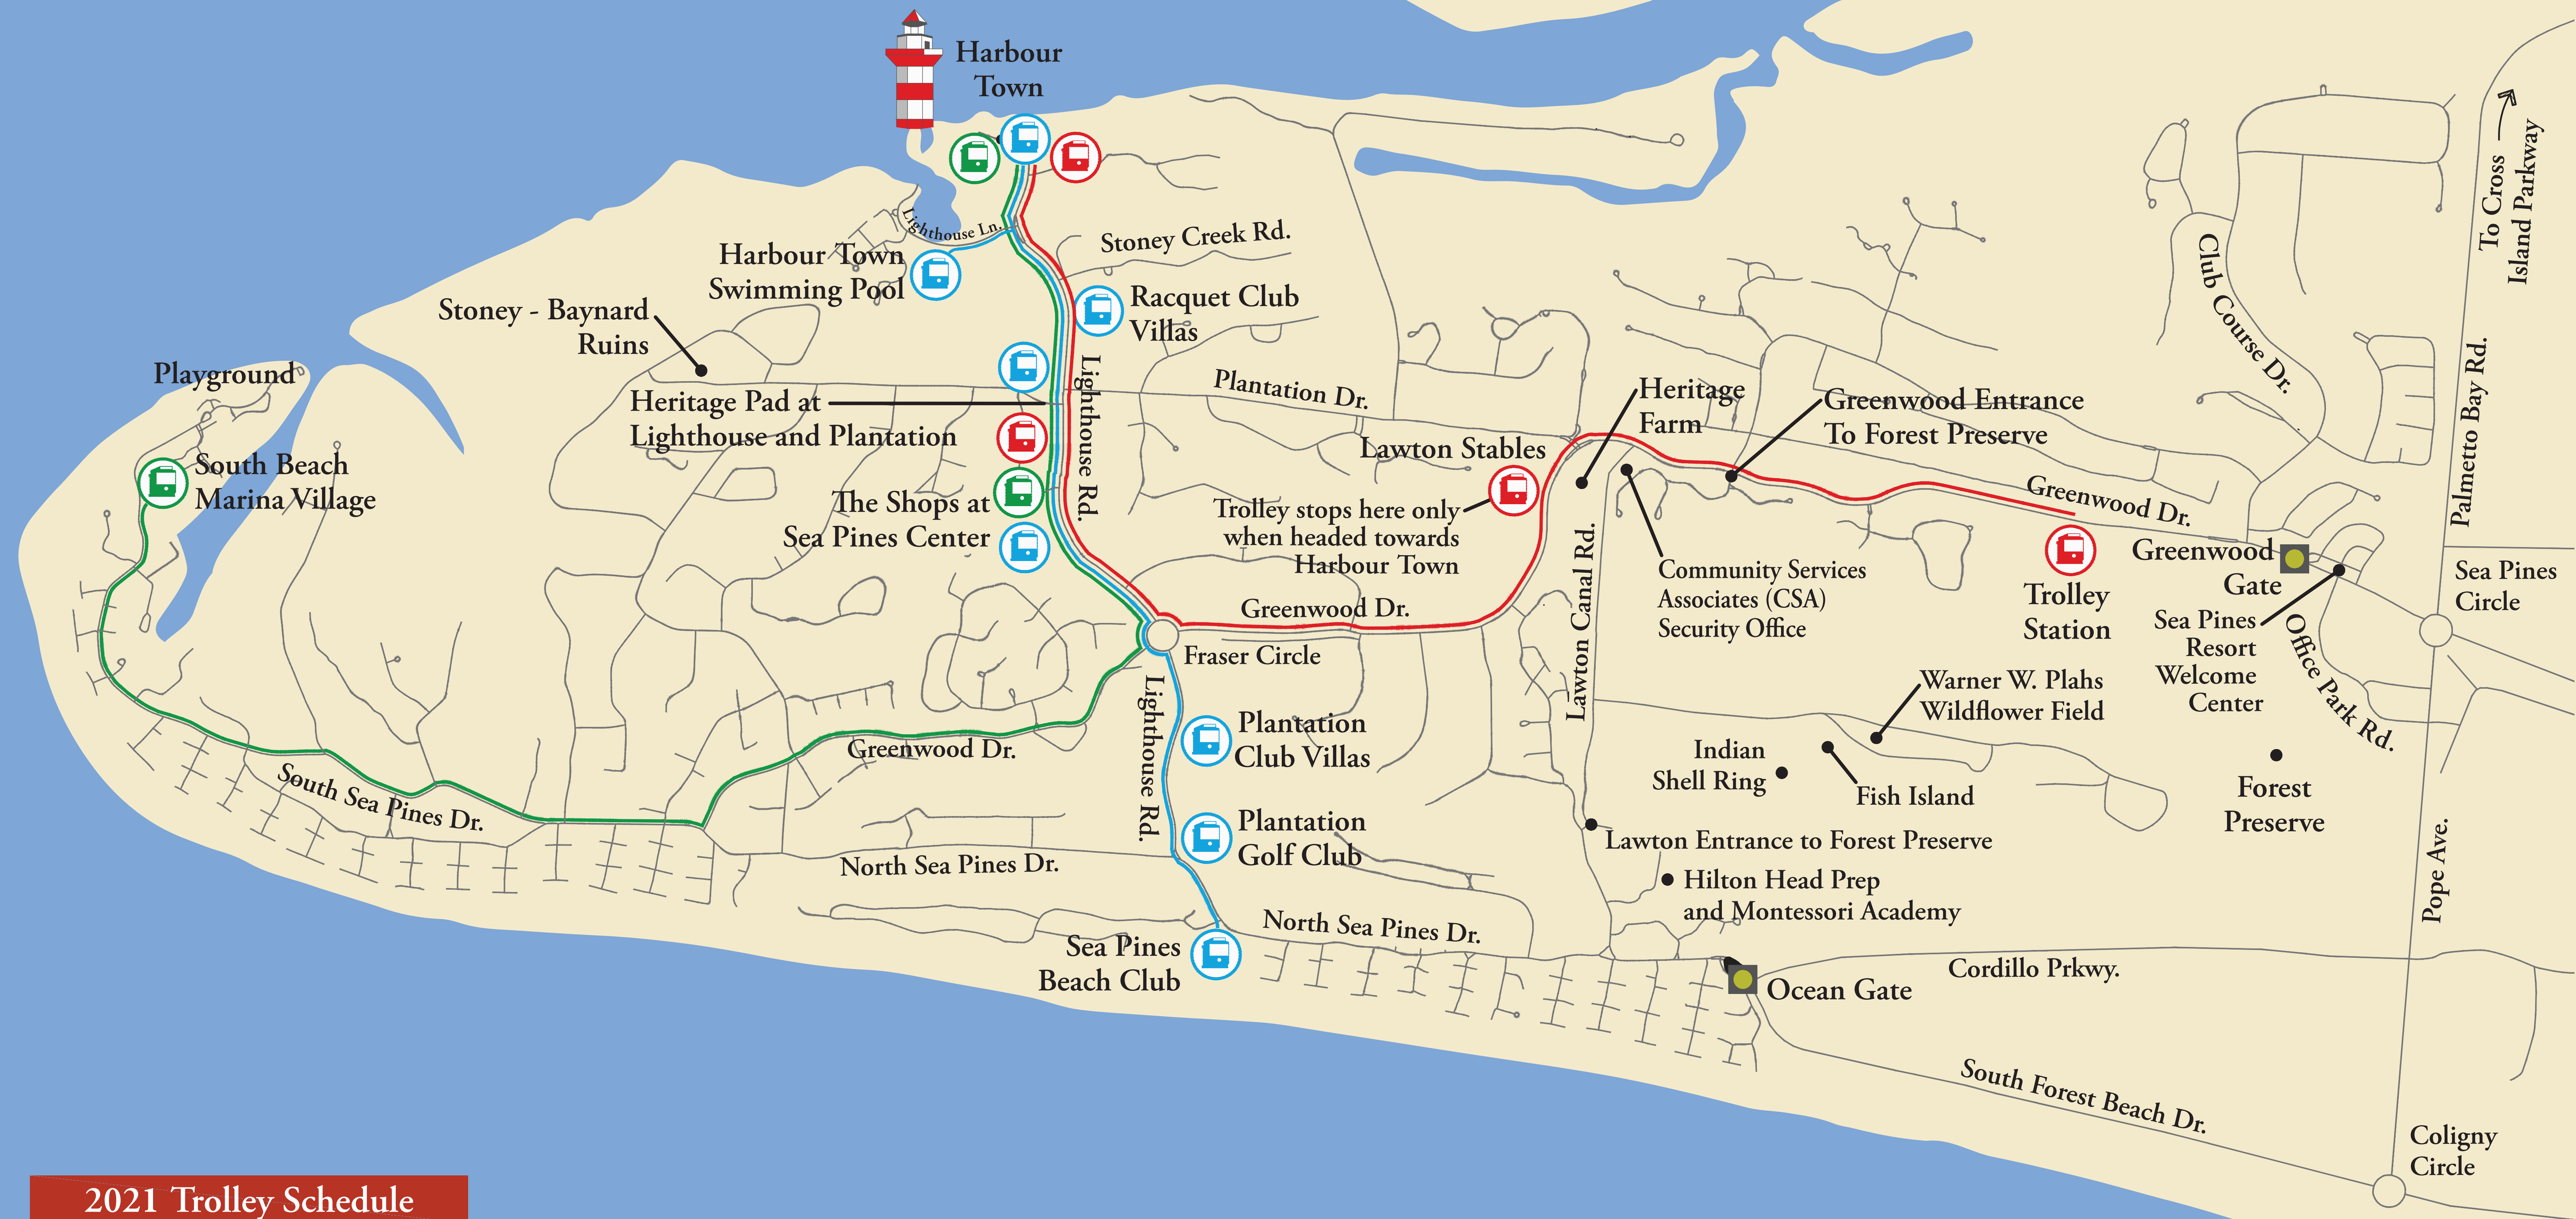 Harbour
Town
To Cross
Island Parkway
Lighthouse Ln.
Stoney Creek Rd.
Club Course Dr.
Harbour Town
Swimming Pool
Racquet Club
Villas
Stoney - Baynard
Ruins
Playground
Lighthouse Rd.
Plantation Dr.
Palmetto Bay Rd.
Heritage Pad at
Lighthouse and Plantation
Heritage
Farm
Greenwood Entrance
To Forest Preserve
Lawton Stables
South Beach
Marina Village
The Shops at
Sea Pines Center
Trolley stops here only
when headed towards
Harbour Town
Greenwood Dr.
Greenwood
Gate
Lawton Canal Rd.
Community Services
Associates (CSA)
Security Office
Trolley
Station
Sea Pines
Circle
Greenwood Dr.
Sea Pines
Resort
Welcome
Center
Office Park Rd.
Fraser Circle
Lighthouse Rd.
Warner W. Plahs
Wildflower Field
Plantation
Club Villas
Greenwood Dr.
Indian
Shell Ring
Fish Island
Forest
Preserve
South Sea Pines Dr.
Plantation
Golf Club
Lawton Entrance to Forest Preserve
Pope Ave.
North Sea Pines Dr.
Hilton Head Prep
and Montessori Academy
North Sea Pines Dr.
Sea Pines
Beach Club
Cordillo Prkwy.
Ocean Gate
South Forest Beach Dr.
Coligny
Circle
2021 Trolley Schedule